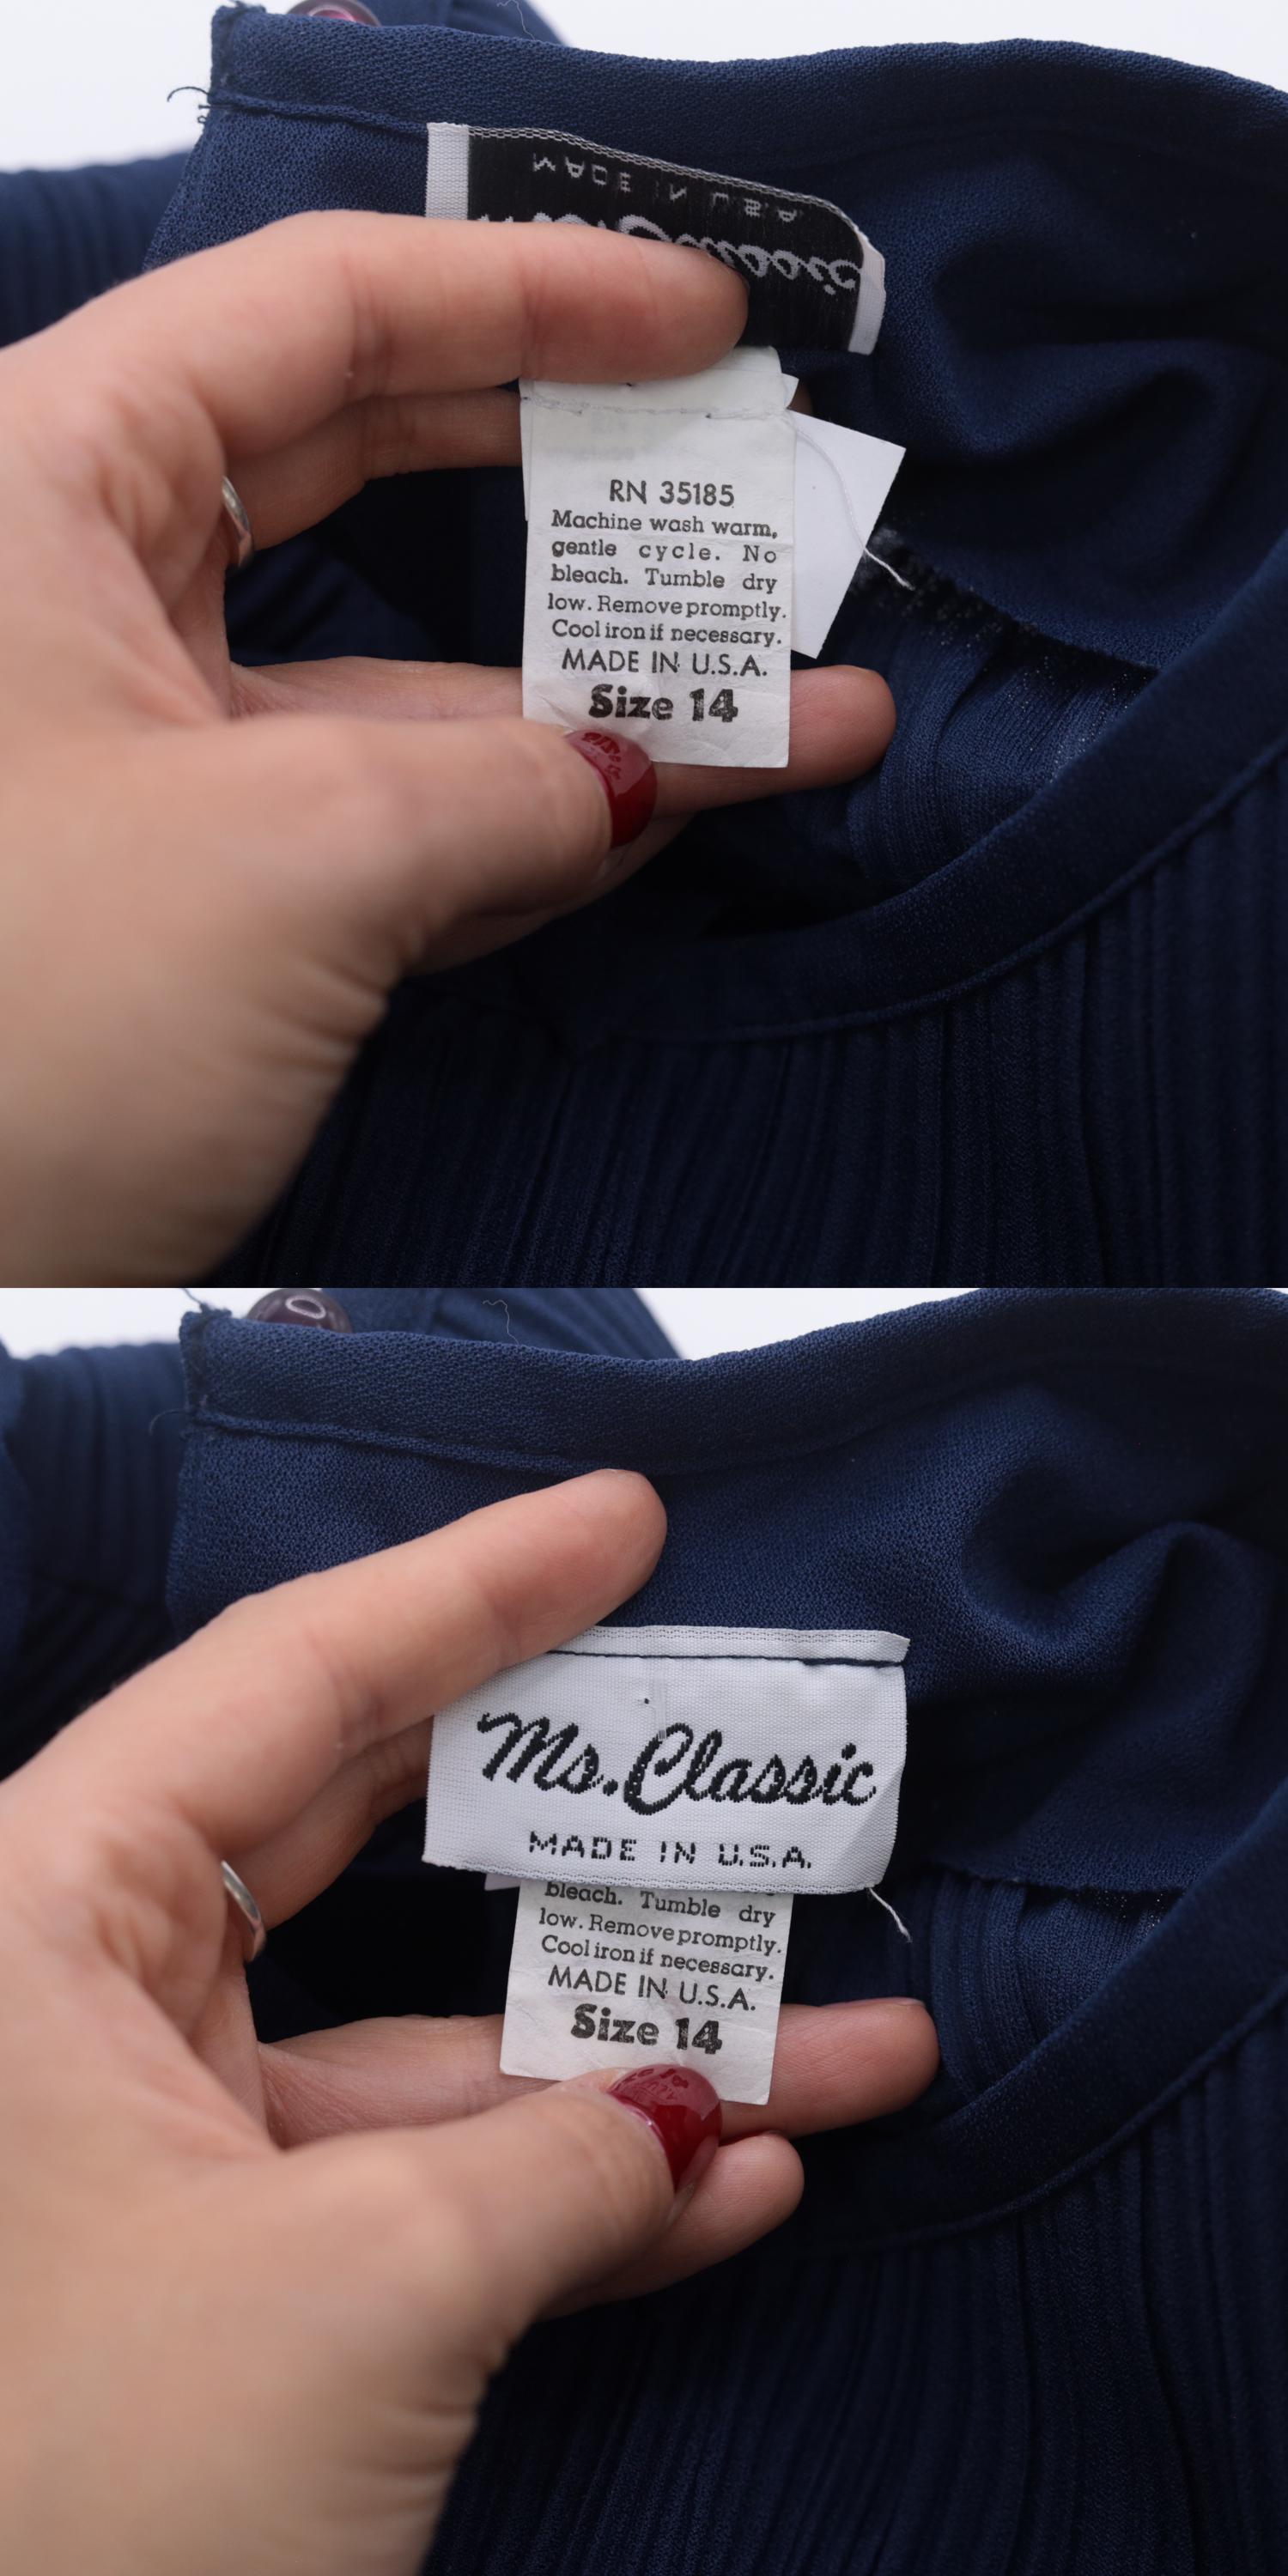 MADE IN U.S.A.
RN 35185
Machine wash warm,
gentle cycle. No
bleach. Tumble dry
low. Remove promptly.
Cool iron if necessary.
MADE IN U.S.A.
Size 14
Ms. Classic
MADE IN U.S.A.
bleach. Tumble dry
low. Remove promptly.
Cool iron if necessary.
MADE IN U.S.A.
Size 14